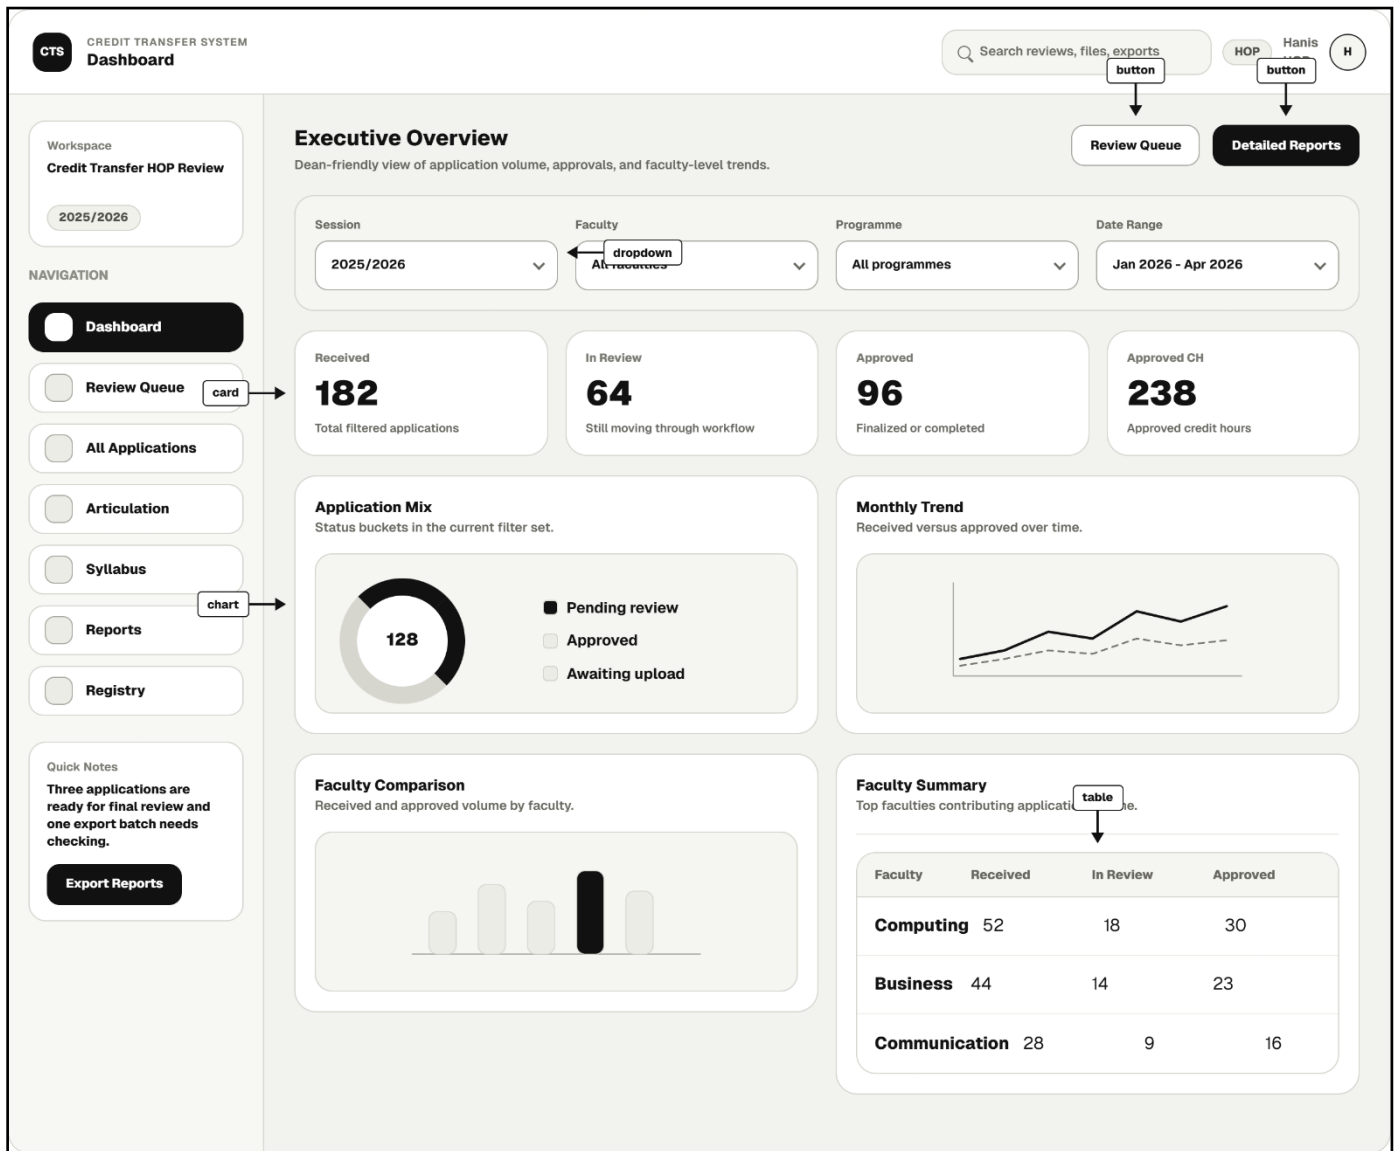 CTS
CREDIT TRANSFER SYSTEM
Dashboard
Search reviews, files, exports
HOP
Hanis
H
button
button
Workspace
Credit Transfer HOP Review
2025/2026
NAVIGATION
Dashboard
Review Queue
All Applications
Articulation
Syllabus
Reports
Registry
card
chart
Quick Notes
Three applications are
ready for final review and
one export batch needs
checking.
Export Reports
Executive Overview
Dean-friendly view of application volume, approvals, and faculty-level trends.
Review Queue
Detailed Reports
Session
2025/2026
dropdown
Faculty
All faculties
Programme
All programmes
Date Range
Jan 2026 - Apr 2026
Received
182
Total filtered applications
In Review
64
Still moving through workflow
Approved
96
Finalized or completed
Approved CH
238
Approved credit hours
Application Mix
Status buckets in the current filter set.
128
Pending review
Approved
Awaiting upload
Monthly Trend
Received versus approved over time.
Faculty Comparison
Received and approved volume by faculty.
Faculty Summary
Top faculties contributing
table
Faculty Received In Review Approved
Computing 52 18 30
Business 44 14 23
Communication 28 9 16